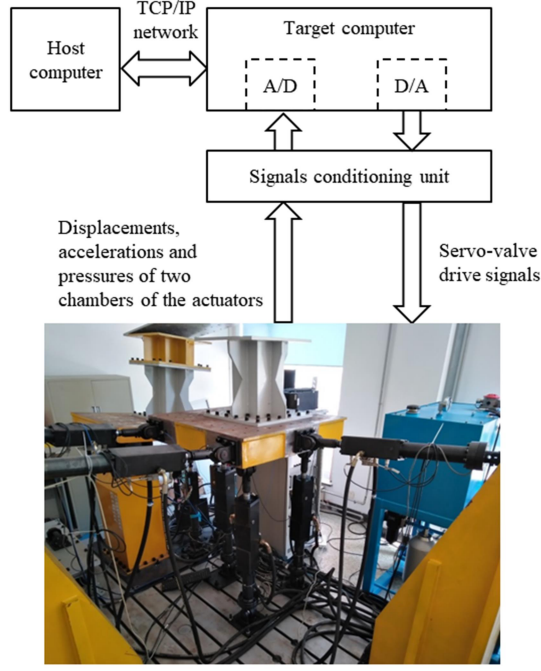 TCP/IP
network
Host
computer
Target computer
A/D
D/A
Signals conditioning unit
Displacements,
accelerations and
pressures of two
chambers of the actuators
Servo-valve
drive signals